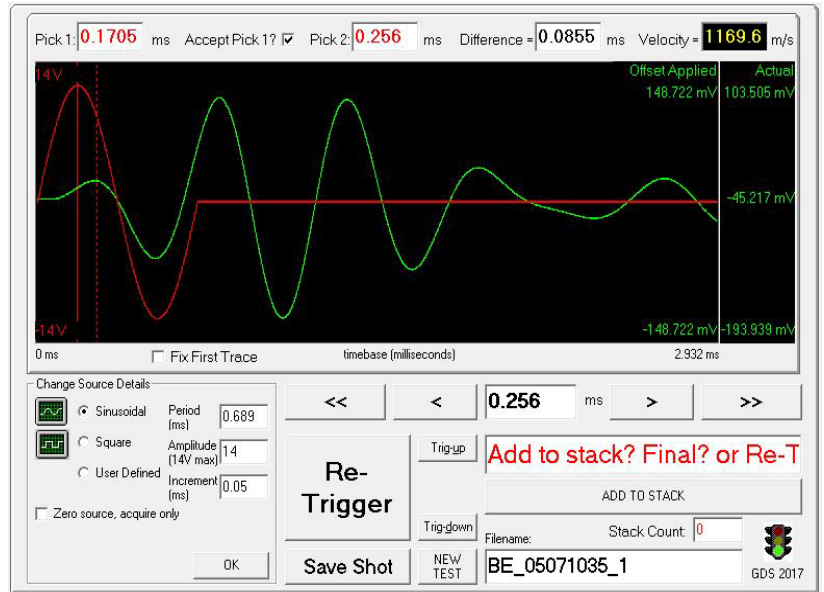 Pick 1: 0.1705 ms Accept Pick 1? Pick 2: 0.256 ms Difference = 0.0855 ms Velocity = 1169.6 m/s
14V Offset Applied Actual
148.722 mV 103.505 mV
-45.217 mV
-14V -148.722 mV -193.939 mV
0 ms Fix First Trace timebase (milliseconds) 2.932 ms
Change Source Details
Sinusoidal Period (ms) 0.689
Square Amplitude (14V max) 14
User Defined Increment (ms) 0.05
Zero source, acquire only
OK
<< < 0.256 ms > >>
Re-Trigger
Trig-up
Add to stack? Final? or Re-T
ADD TO STACK
Trig-down
Stack Count: 0
Filename:
Save Shot
NEW TEST
BE_05071035_1
GDS 2017